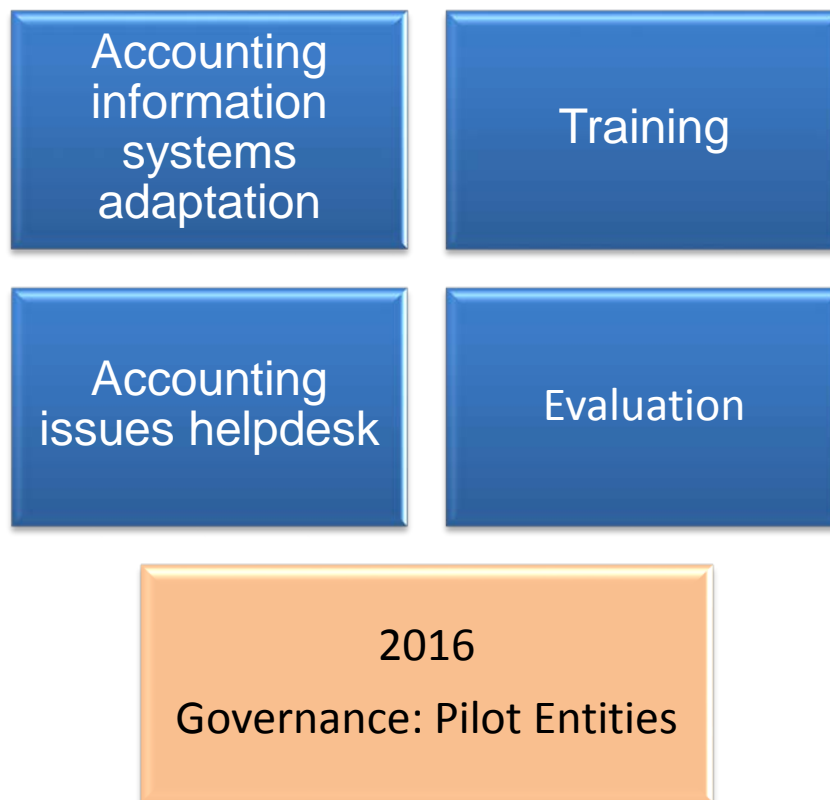 Accounting
information
systems
adaptation
Training
Accounting
issues helpdesk
Evaluation
2016
Governance: Pilot Entities